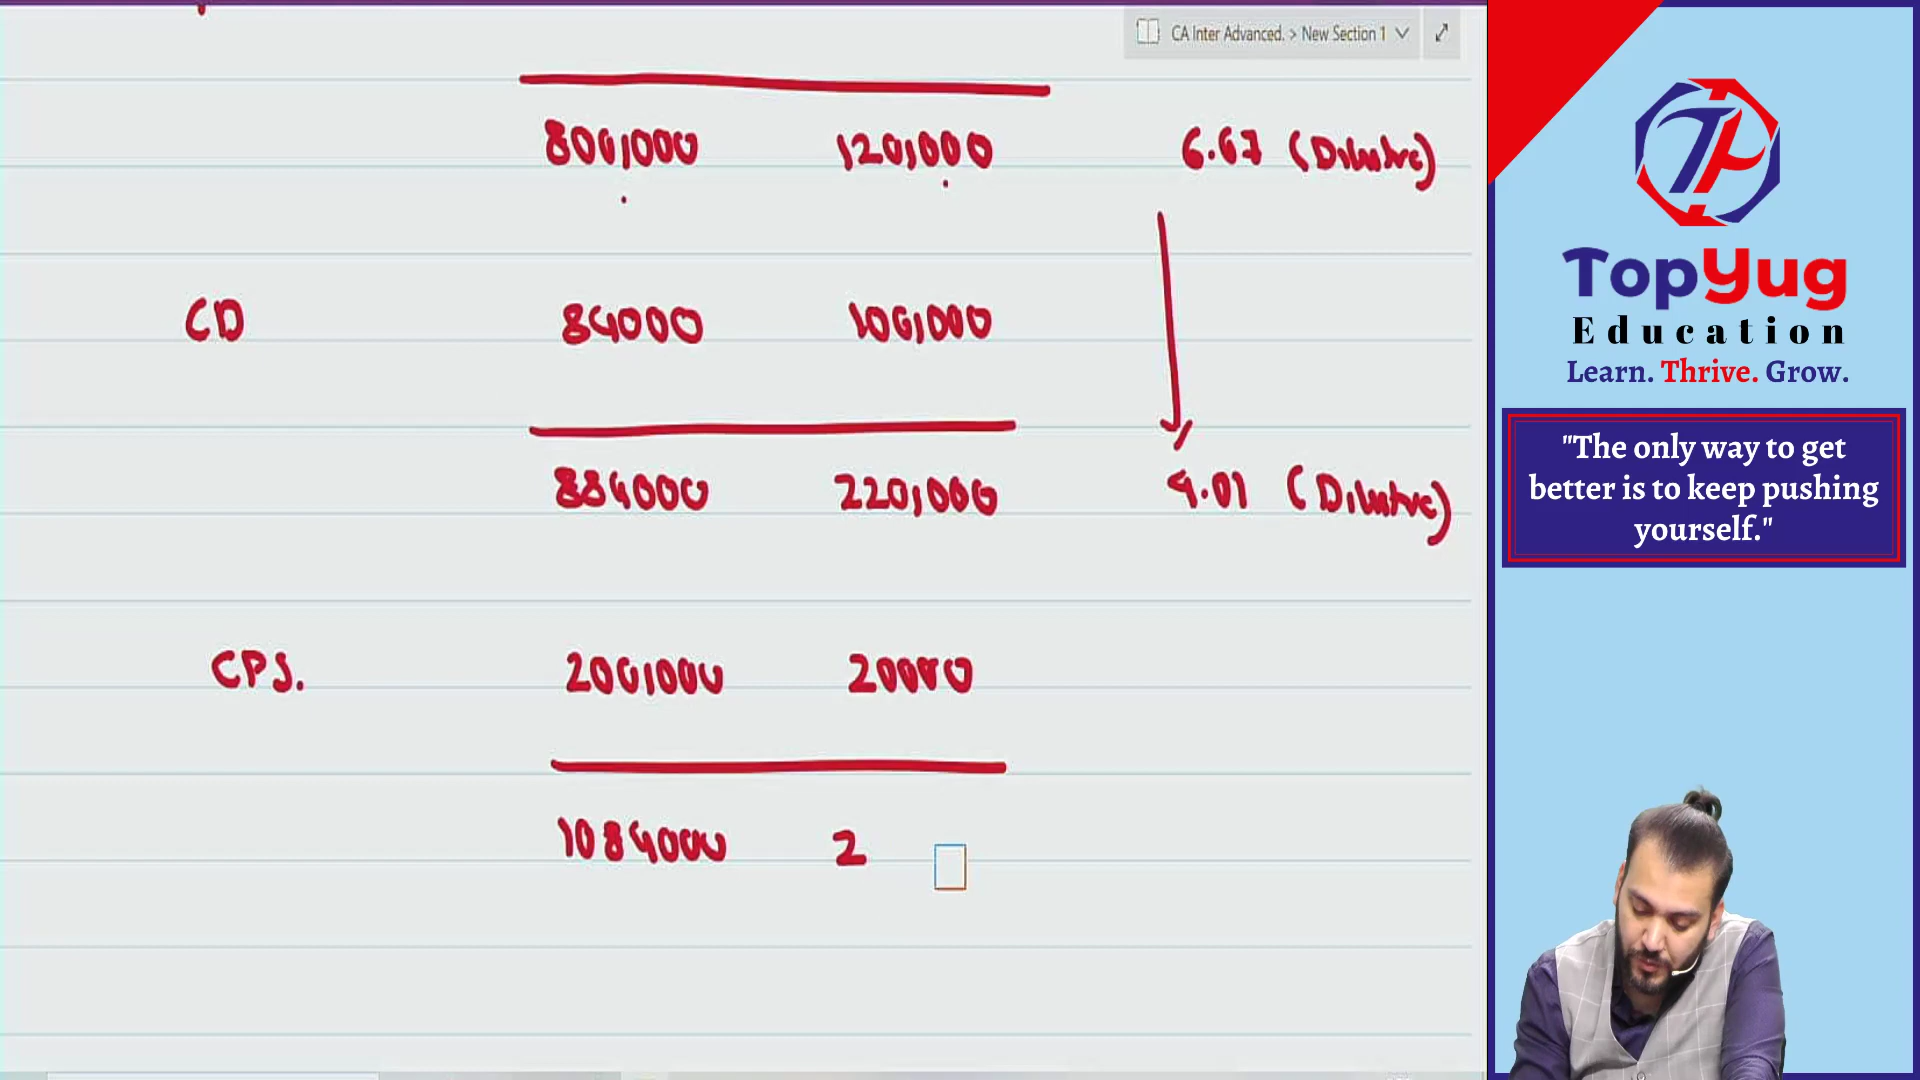 CA Inter Advanced. > New Section 1
800,000 120,000 6.67 (Dilutive)
CD 84000 100,000
884000 220,000 4.01 (Dilutive)
CPS. 200,000 20000
1084000 2
TopYug
Education
Learn. Thrive. Grow.
"The only way to get
better is to keep pushing
yourself."